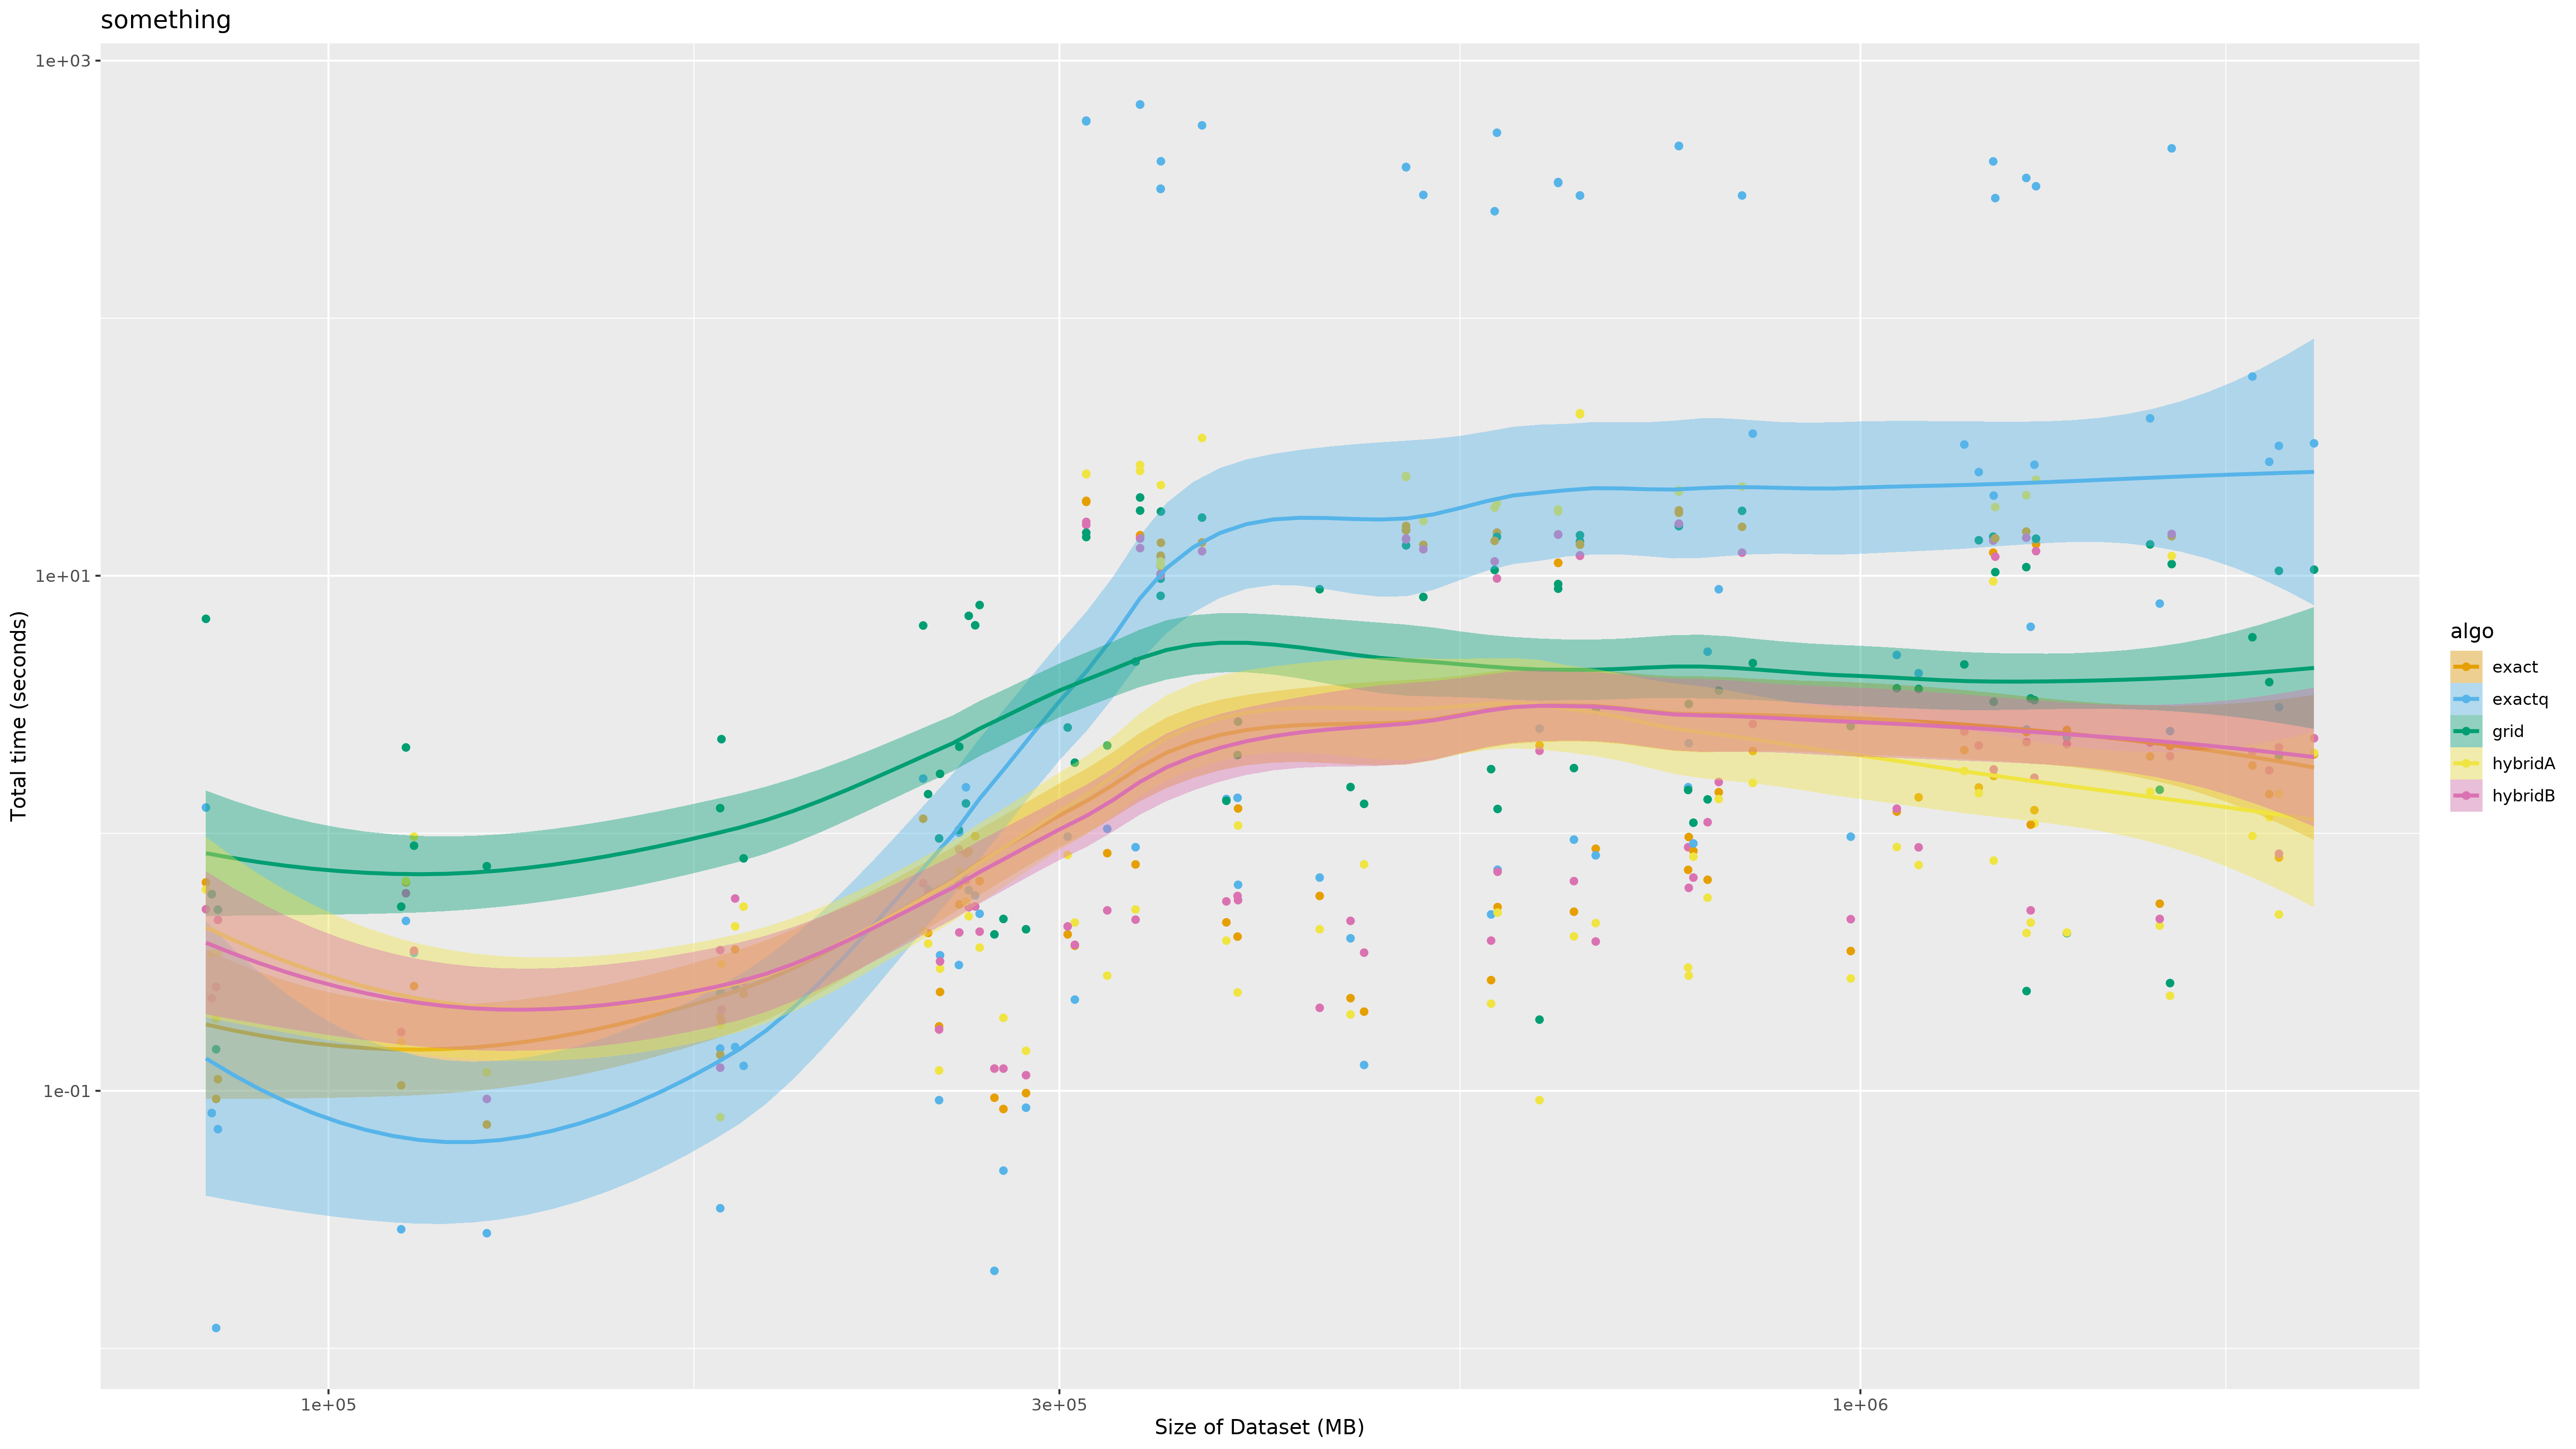 something
1e+03
1e+01
1e-01
Total time (seconds)
1e+05
3e+05
1e+06
Size of Dataset (MB)
algo
exact
exactq
grid
hybridA
hybridB